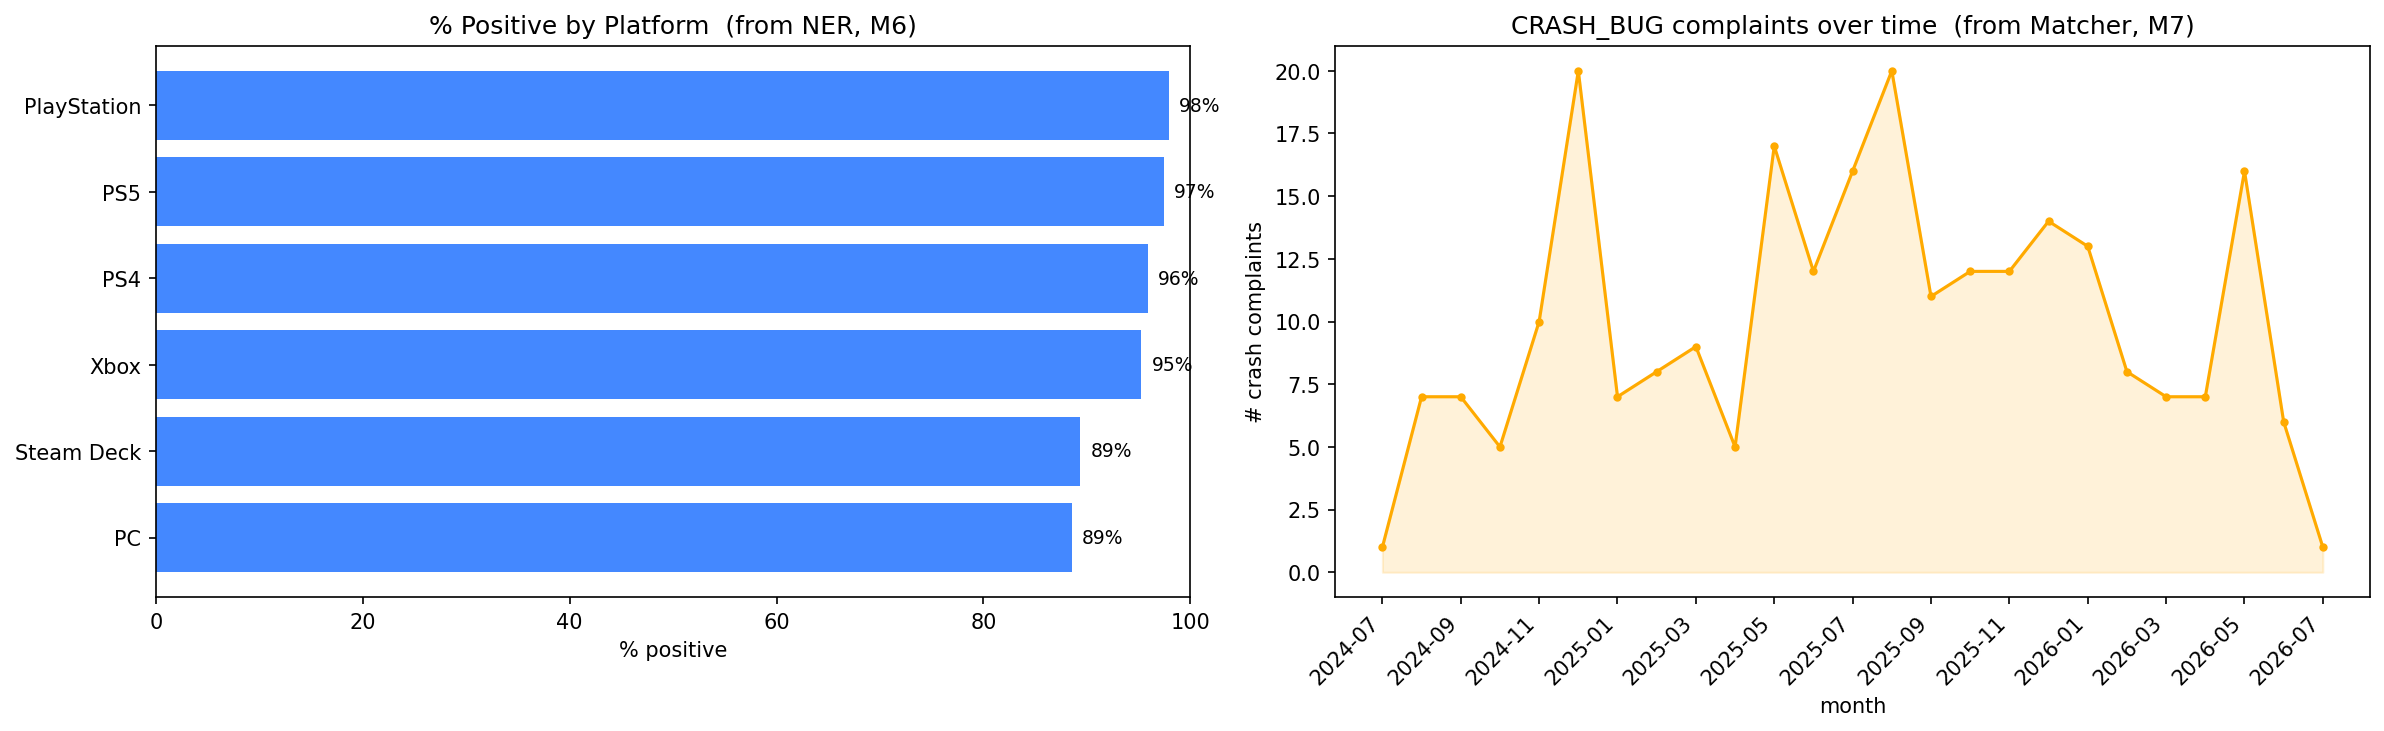 % Positive by Platform  (from NER, M6)
PlayStation
98%
PS5
97%
PS4
96%
Xbox
95%
Steam Deck
89%
PC
89%
0 20 40 60 80 100
% positive
CRASH_BUG complaints over time  (from Matcher, M7)
# crash complaints
20.0
17.5
15.0
12.5
10.0
7.5
5.0
2.5
0.0
2024-07 2024-09 2024-11 2025-01 2025-03 2025-05 2025-07 2025-09 2025-11 2026-01 2026-03 2026-05 2026-07
month